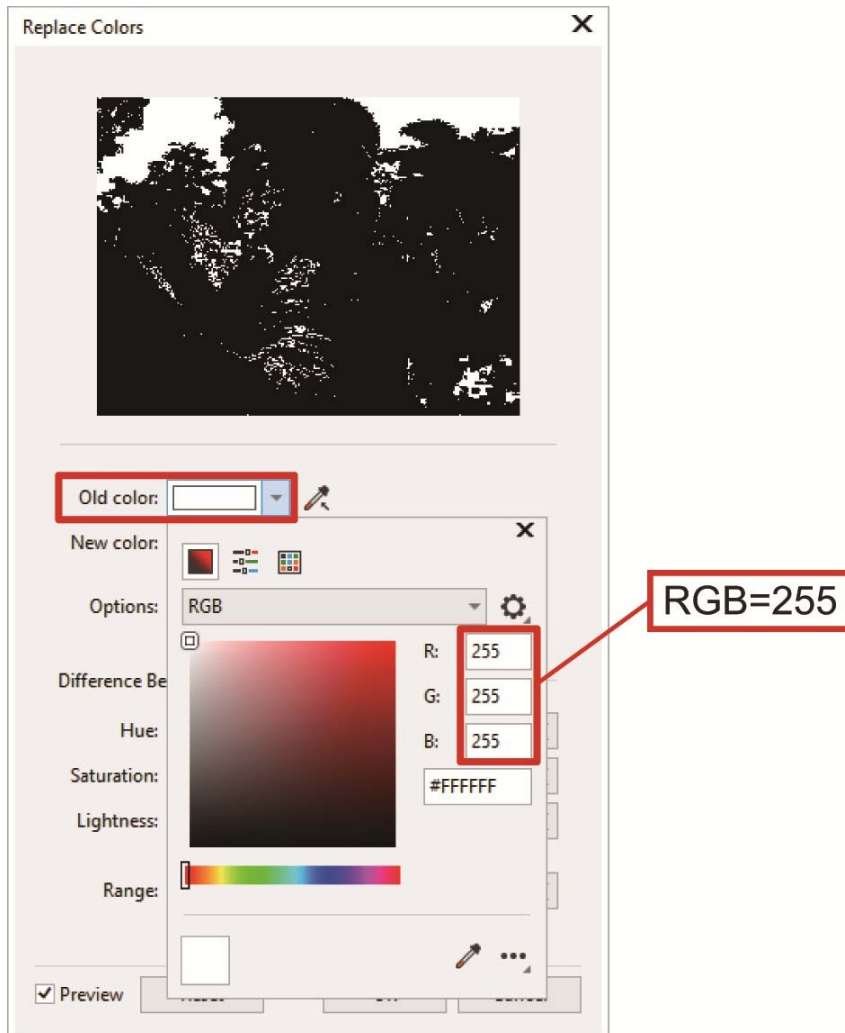 Replace Colors
Old color:
New color:
Options:
RGB
R: 255
RGB=255
Difference Be
G: 255
Hue:
B: 255
Saturation:
#FFFFFF
Lightness:
Range:
Preview